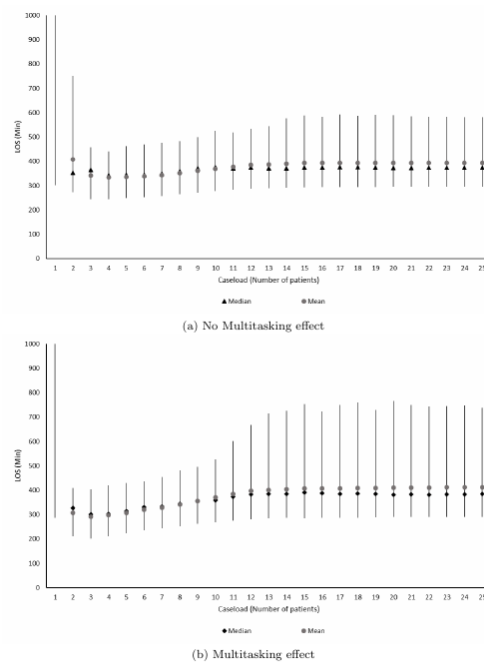 1000
900
800
700
600
500
400
300
200
100
0
LOS (Min)
1 2 3 4 5 6 7 8 9 10 11 12 13 14 15 16 17 18 19 20 21 22 23 24 25
Caseload (Number of patients)
Median Mean
(a) No Multitasking effect
1000
900
800
700
600
500
400
300
200
100
0
LOS (Min)
1 2 3 4 5 6 7 8 9 10 11 12 13 14 15 16 17 18 19 20 21 22 23 24 25
Caseload (Number of patients)
Median Mean
(b) Multitasking effect